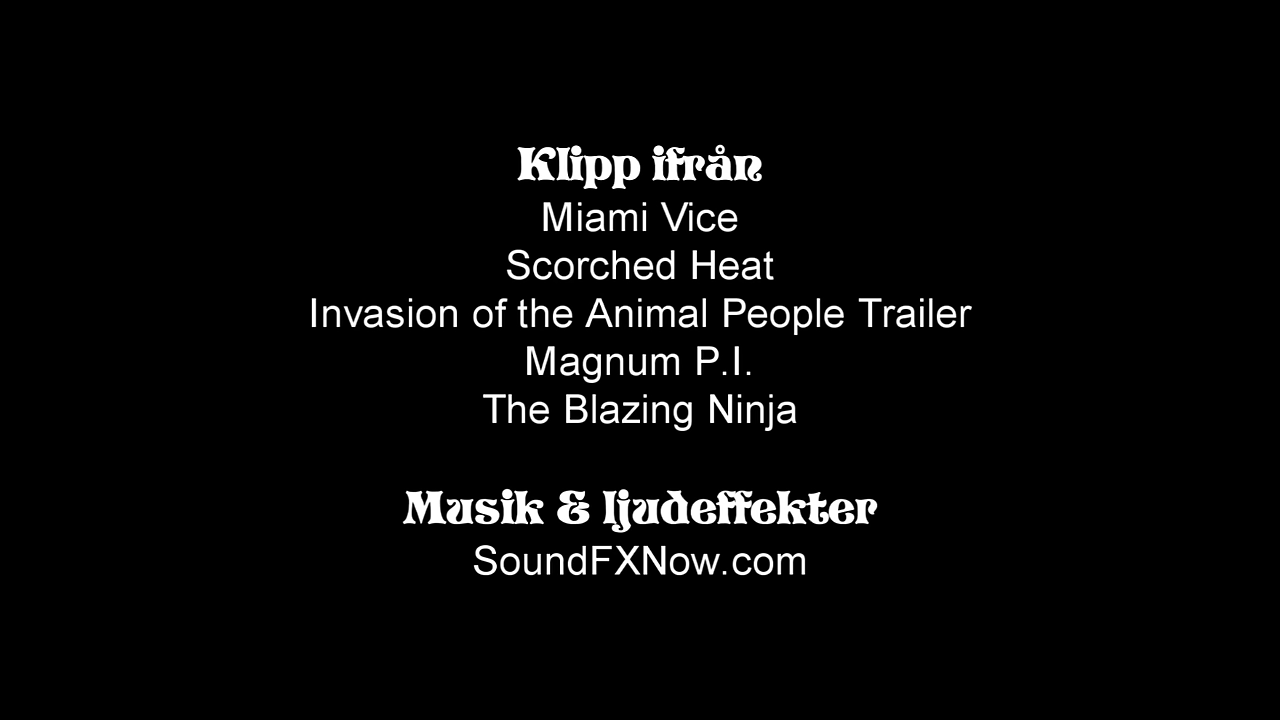 Klipp ifrån
Miami Vice
Scorched Heat
Invasion of the Animal People Trailer
Magnum P.I.
The Blazing Ninja
Musik & ljudeffekter
SoundFXNow.com